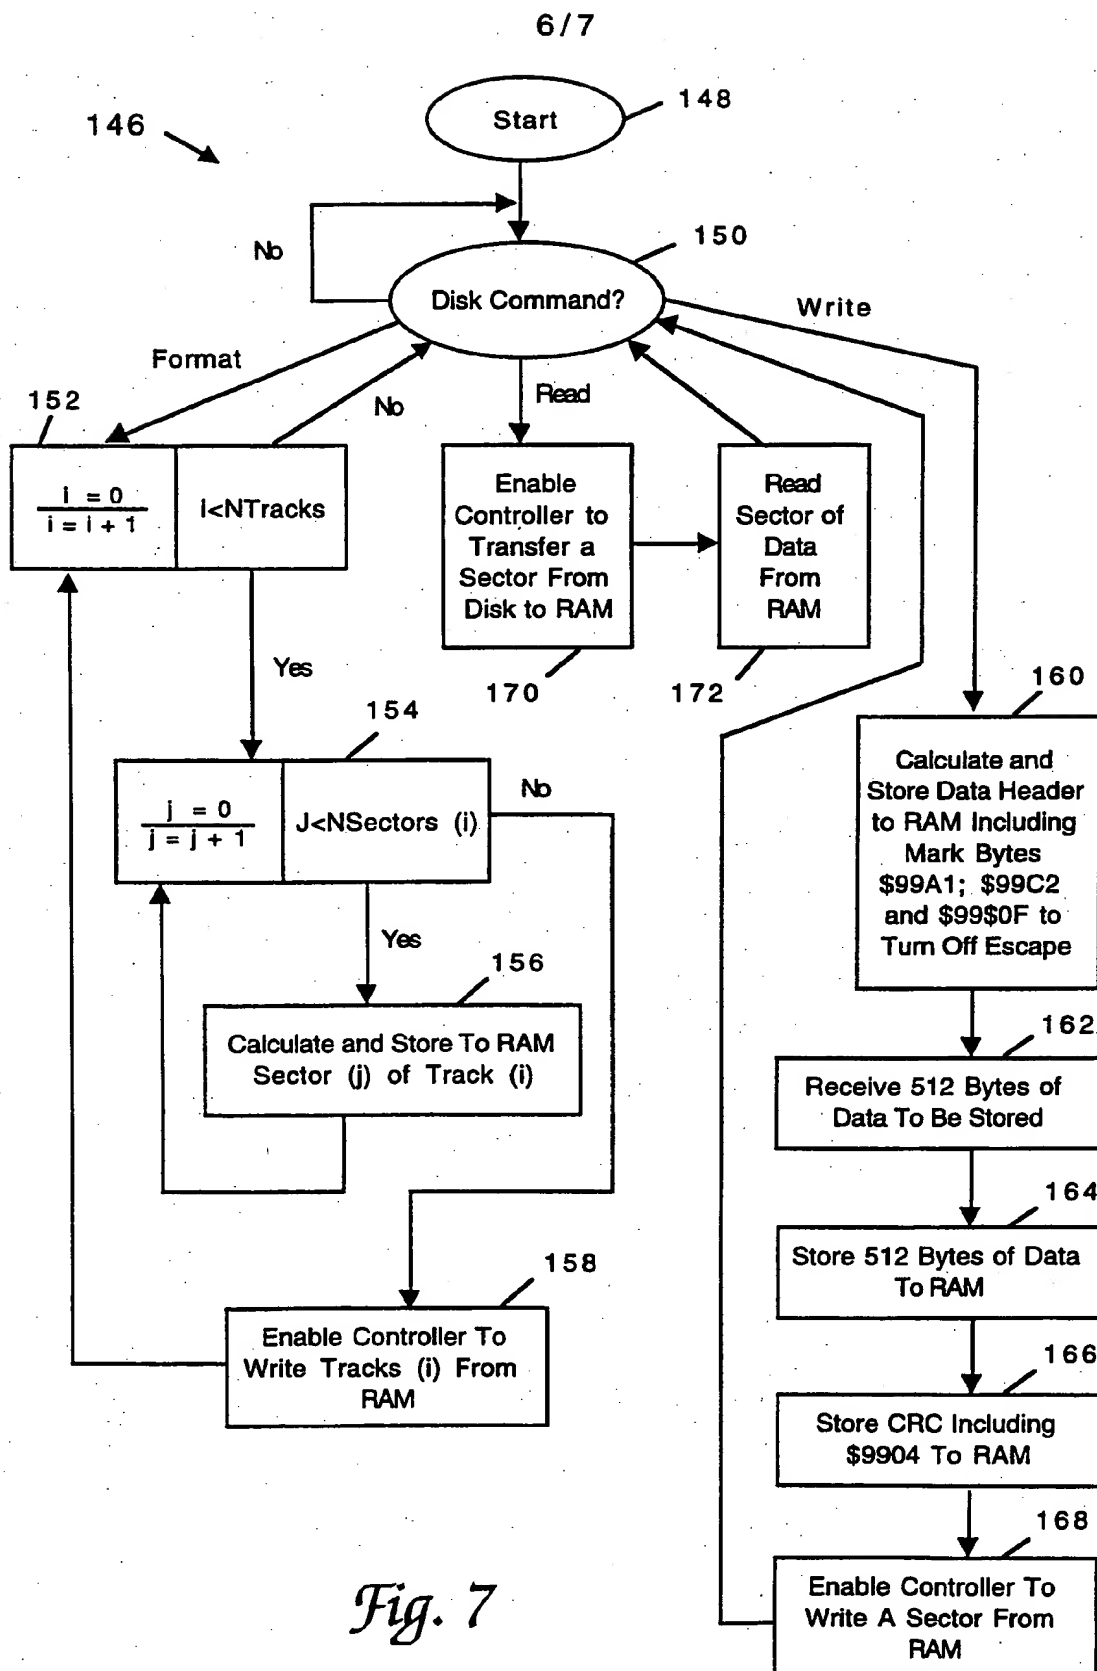 6/7
148
Start
146
150
No
Disk Command?
Write
Format
152
No
Read
i = 0
i = i + 1
i<NTracks
Enable
Controller to
Transfer a
Sector From
Disk to RAM
Read
Sector of
Data
From
RAM
Yes
170
172
160
154
Calculate and
Store Data Header
to RAM Including
Mark Bytes
$99A1; $99C2
and $99$0F to
Turn Off Escape
j = 0
j = j + 1
J<NSectors (i)
No
Yes
156
Calculate and Store To RAM
Sector (j) of Track (i)
162
Receive 512 Bytes of
Data To Be Stored
164
Store 512 Bytes of Data
To RAM
158
Enable Controller To
Write Tracks (i) From
RAM
166
Store CRC Including
$9904 To RAM
168
Enable Controller To
Write A Sector From
RAM
Fig. 7